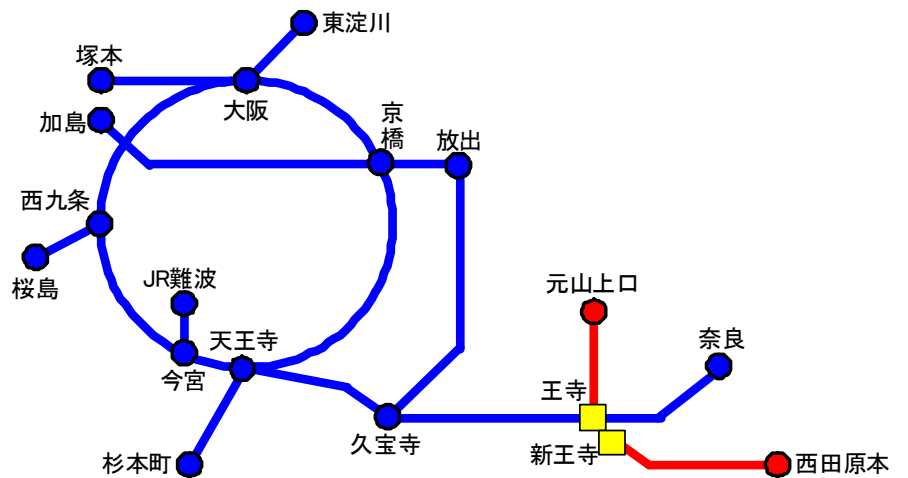 東淀川
塚本
大阪
加島
京橋
放出
西九条
桜島
JR難波
元山上口
天王寺
奈良
今宮
王寺
久宝寺
新王寺
杉本町
西田原本